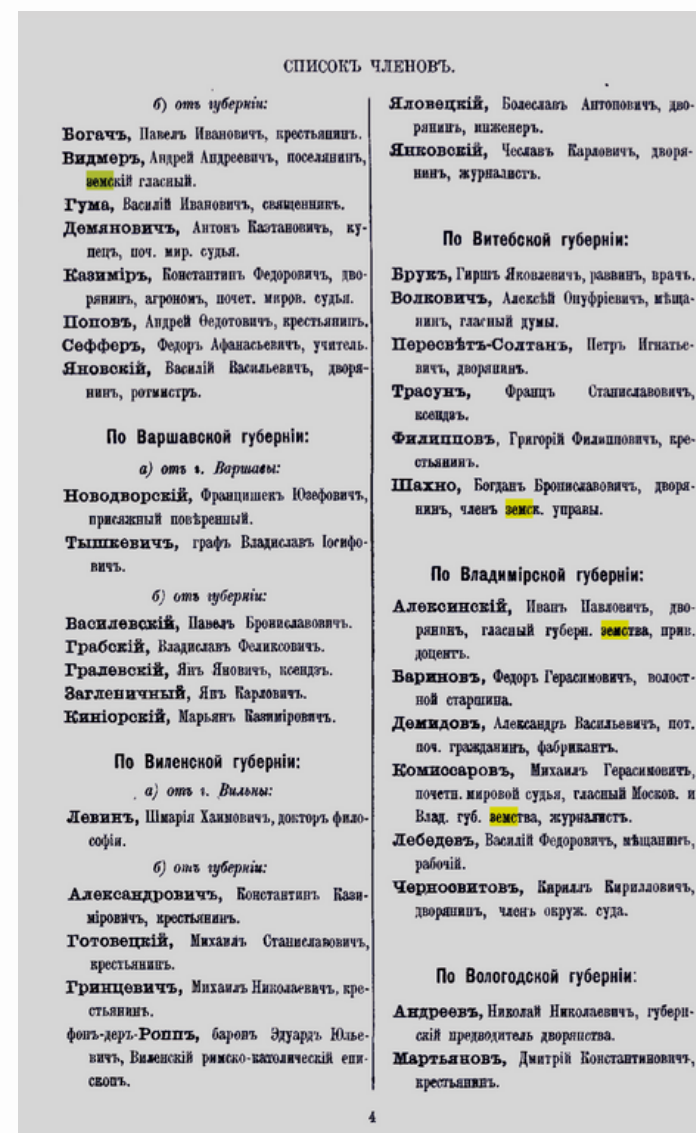 СПИСОКЪ ЧЛЕНОВЪ.
б) отъ губерніи:
Богачъ, Павелъ Ивановичъ, крестьянинъ.
Видмеръ, Андрей Андреевичъ, поселянинъ,
земскій гласный.
Гума, Василій Ивановичъ, священникъ.
Демяновичъ, Антонъ Каэтановичъ, ку-
пецъ, поч. мир. судья.
Казиміръ, Константинъ Федоровичъ, дво-
рянинъ, агрономъ, почет. миров. судья.
Поповъ, Андрей Ѳедотовичъ, крестьянинъ.
Сефферъ, Федоръ Афанасьевичъ, учитель.
Яновскій, Василій Васильевичъ, дворя-
нинъ, ротмистръ.
По Варшавской губерніи:
а) отъ г. Варшавы:
Новодворскій, Францишекъ Юзефовичъ,
присяжный повѣренный.
Тышкевичъ, графъ Владиславъ Іосифо-
вичъ.
б) отъ губерніи:
Василевскій, Павелъ Брониславовичъ.
Грабскій, Владиславъ Феликсовичъ.
Гралевскій, Янъ Яновичъ, ксендзъ.
Загленичный, Янъ Карловичъ.
Киніорскій, Марьянъ Казиміровичъ.
По Виленской губерніи:
а) отъ г. Вильны:
Левинъ, Шмарія Хаимовичъ, докторъ фило-
софіи.
б) отъ губерніи:
Александровичъ, Константинъ Кази-
міровичъ, крестьянинъ.
Готовецкій, Михаилъ Станиславовичъ,
крестьянинъ.
Гринцевичъ, Михаилъ Николаевичъ, кре-
стьянинъ.
фонъ-деръ-Роппъ, баронъ Эдуардъ Юлье-
вичъ, Виленскій римско-католическій епи-
скопъ.
Яловецкій, Болеславъ Антоновичъ, дво-
рянинъ, инженеръ.
Янковскій, Чеславъ Карловичъ, дворя-
нинъ, журналистъ.
По Витебской губерніи:
Брукъ, Гиршъ Яковлевичъ, раввинъ, врачъ.
Волковичъ, Алексѣй Онуфріевичъ, мѣща-
нинъ, гласный думы.
Пересвѣтъ-Солтанъ, Петръ Игнатье-
вичъ, дворянинъ.
Трасунъ, Францъ Станиславовичъ,
ксендзъ.
Филипповъ, Григорій Филипповичъ, кре-
стьянинъ.
Шахно, Богданъ Брониславовичъ, дворя-
нинъ, членъ земск. управы.
По Владимірской губерніи:
Алексинскій, Иванъ Павловичъ, дво-
рянинъ, гласный губерн. земства, прив.
доцентъ.
Бариновъ, Федоръ Герасимовичъ, волост-
ной старшина.
Демидовъ, Александръ Васильевичъ, пот.
поч. гражданинъ, фабрикантъ.
Комиссаровъ, Михаилъ Герасимовичъ,
почетн. мировой судья, гласный Москов. и
Влад. губ. земства, журналистъ.
Лебедевъ, Василій Федоровичъ, мѣщанинъ,
рабочій.
Черносвитовъ, Кириллъ Кирилловичъ,
дворянинъ, членъ окруж. суда.
По Вологодской губерніи:
Андреевъ, Николай Николаевичъ, губерн-
скій предводитель дворянства.
Мартьяновъ, Дмитрій Константиновичъ,
крестьянинъ.
4